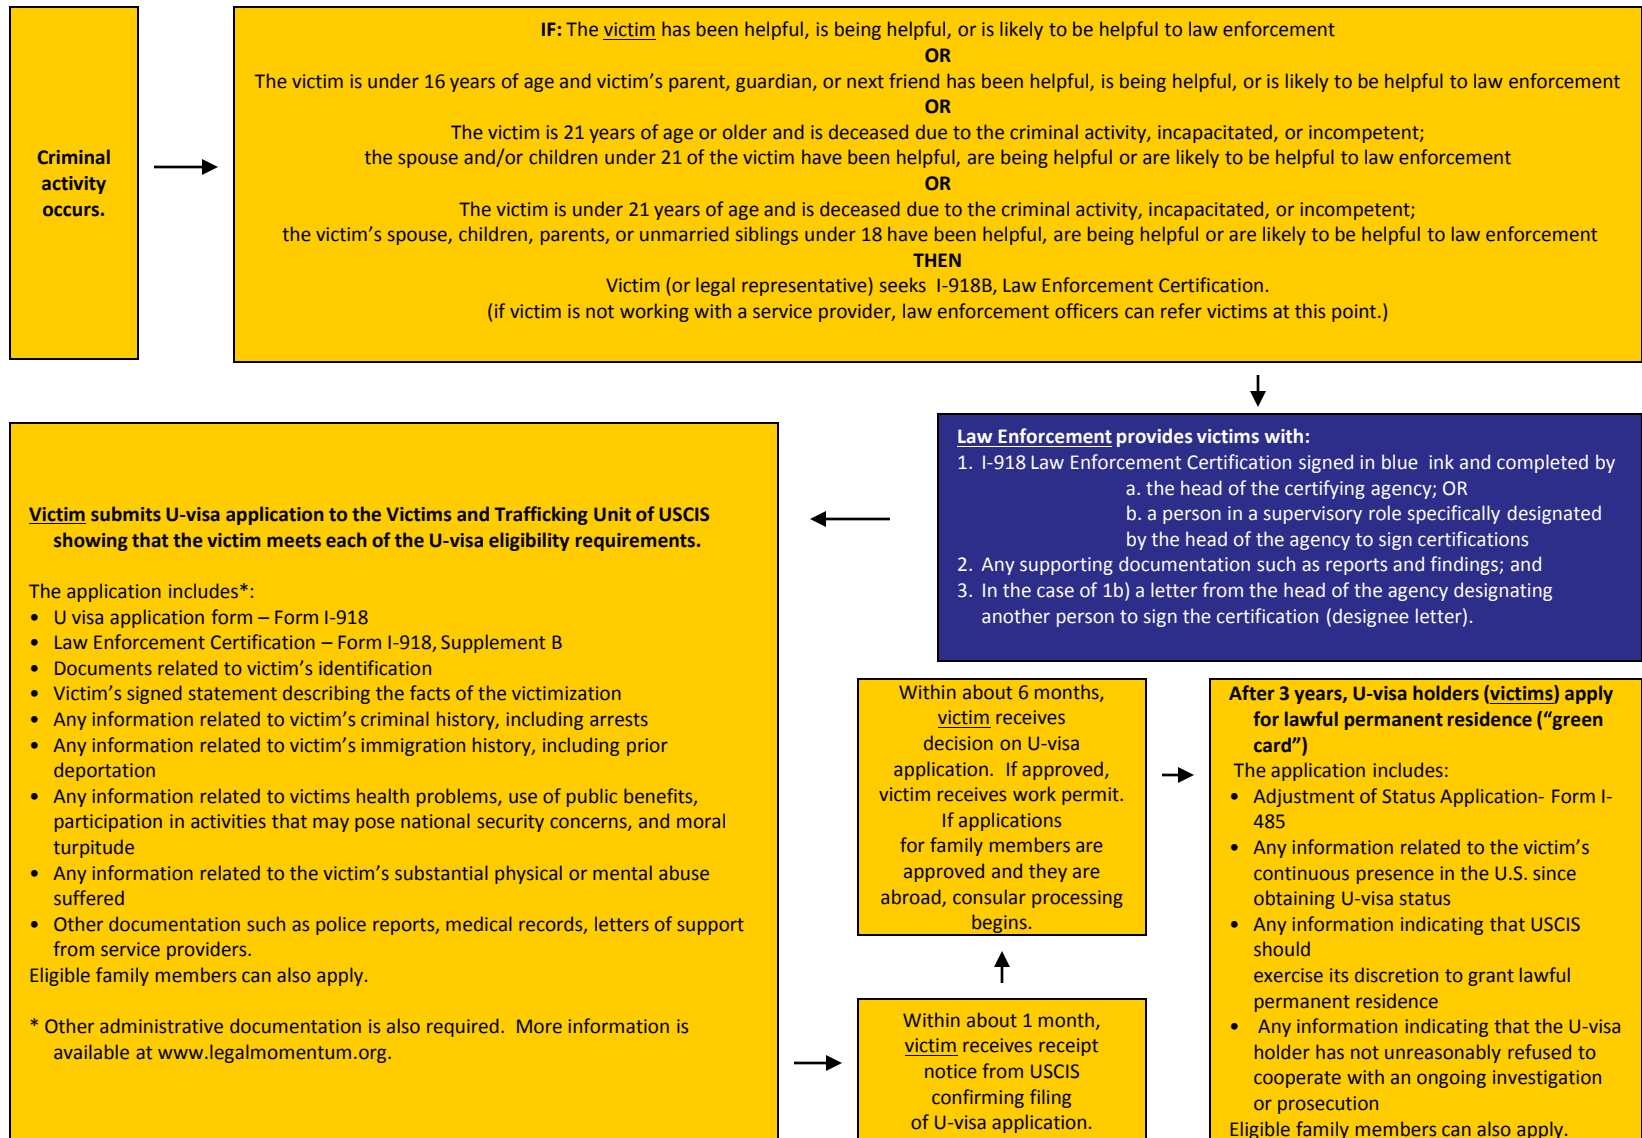 Criminal
activity
occurs.
IF: The victim has been helpful, is being helpful, or is likely to be helpful to law enforcement
OR
The victim is under 16 years of age and victim’s parent, guardian, or next friend has been helpful, is being helpful, or is likely to be helpful to law enforcement
OR
The victim is 21 years of age or older and is deceased due to the criminal activity, incapacitated, or incompetent;
the spouse and/or children under 21 of the victim have been helpful, are being helpful or are likely to be helpful to law enforcement
OR
The victim is under 21 years of age and is deceased due to the criminal activity, incapacitated, or incompetent;
the victim’s spouse, children, parents, or unmarried siblings under 18 have been helpful, are being helpful or are likely to be helpful to law enforcement
THEN
Victim (or legal representative) seeks I-918B, Law Enforcement Certification.
(if victim is not working with a service provider, law enforcement officers can refer victims at this point.)
Law Enforcement provides victims with:
1. I-918 Law Enforcement Certification signed in blue ink and completed by
a. the head of the certifying agency; OR
b. a person in a supervisory role specifically designated
by the head of the agency to sign certifications
2. Any supporting documentation such as reports and findings; and
3. In the case of 1b) a letter from the head of the agency designating
another person to sign the certification (designee letter).
Victim submits U-visa application to the Victims and Trafficking Unit of USCIS
showing that the victim meets each of the U-visa eligibility requirements.
The application includes*:
• U visa application form – Form I-918
• Law Enforcement Certification – Form I-918, Supplement B
• Documents related to victim’s identification
• Victim’s signed statement describing the facts of the victimization
• Any information related to victim’s criminal history, including arrests
• Any information related to victim’s immigration history, including prior
deportation
• Any information related to victims health problems, use of public benefits,
participation in activities that may pose national security concerns, and moral
turpitude
• Any information related to the victim’s substantial physical or mental abuse
suffered
• Other documentation such as police reports, medical records, letters of support
from service providers.
Eligible family members can also apply.
* Other administrative documentation is also required. More information is
available at www.legalmomentum.org.
Within about 1 month,
victim receives receipt
notice from USCIS
confirming filing
of U-visa application.
Within about 6 months,
victim receives
decision on U-visa
application. If approved,
victim receives work permit.
If applications
for family members are
approved and they are
abroad, consular processing
begins.
After 3 years, U-visa holders (victims) apply
for lawful permanent residence (“green
card”)
The application includes:
• Adjustment of Status Application- Form I-
485
• Any information related to the victim’s
continuous presence in the U.S. since
obtaining U-visa status
• Any information indicating that USCIS
should
exercise its discretion to grant lawful
permanent residence
• Any information indicating that the U-visa
holder has not unreasonably refused to
cooperate with an ongoing investigation
or prosecution
Eligible family members can also apply.